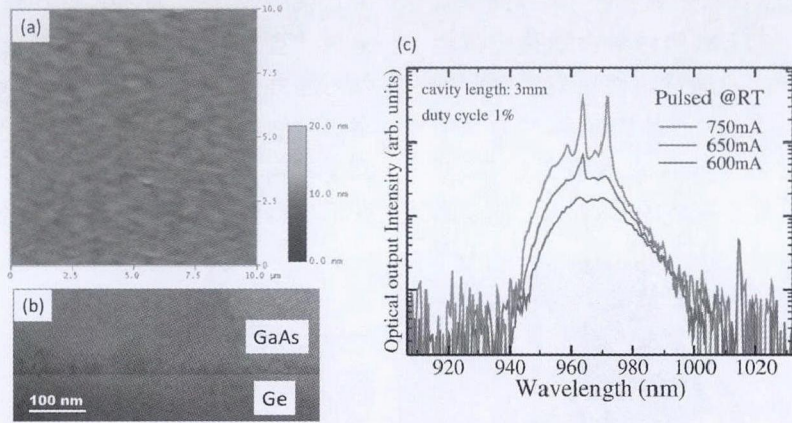 (a)
10.0
7.5
5.0
2.5
0
0
2.5
5.0
7.5
10.0
μm
20.0 nm
10.0 nm
0.0 nm
(b)
GaAs
Ge
100 nm
(c)
cavity length: 3mm
duty cycle 1%
Pulsed @RT
750mA
650mA
600mA
Optical output Intensity (arb. units)
920
940
960
980
1000
1020
Wavelength (nm)